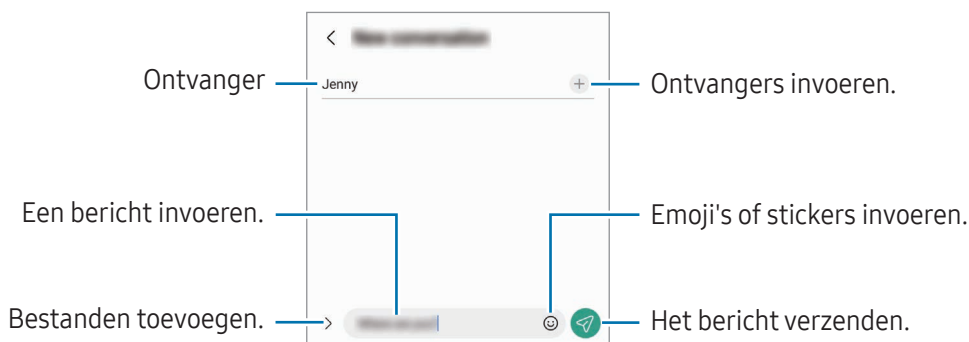 Ontvanger
Jenny
Ontvangers invoeren.
Een bericht invoeren.
Emoji's of stickers invoeren.
Bestanden toevoegen.
Het bericht verzenden.